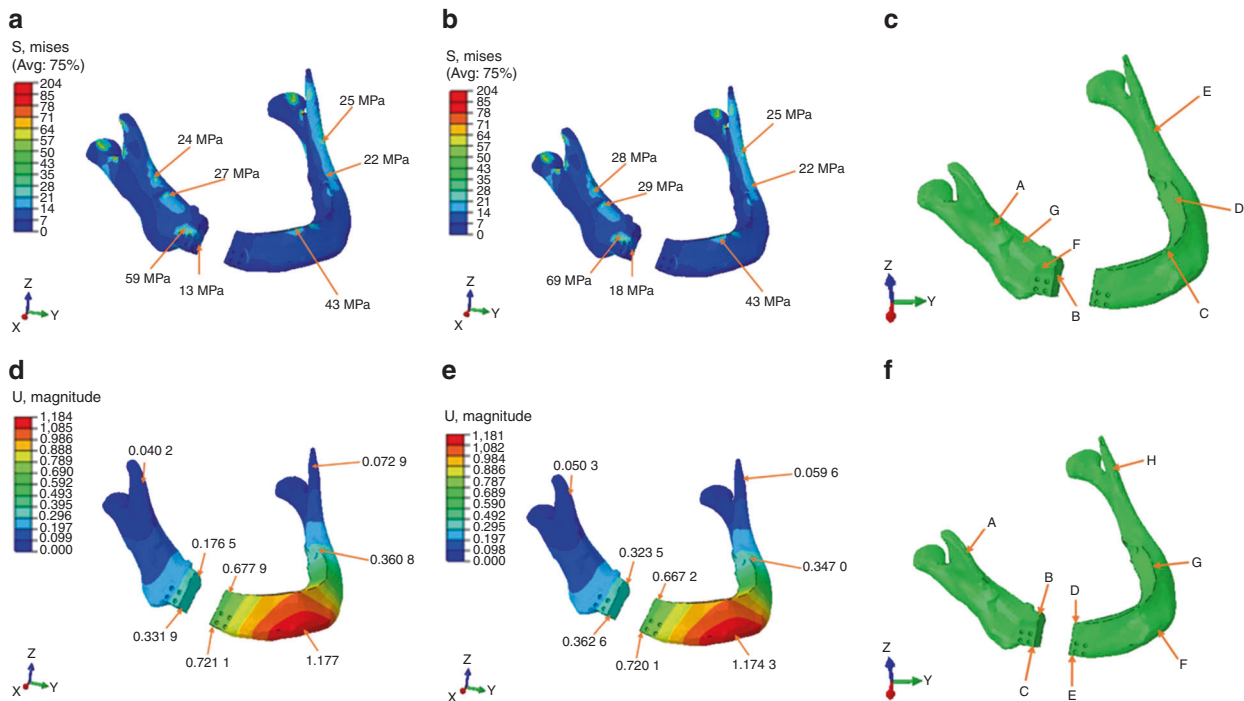 a
S, mises
(Avg: 75%)
204
85
78
71
64
57
50
43
35
28
21
14
7
0
24 MPa
27 MPa
25 MPa
22 MPa
59 MPa
13 MPa
43 MPa
Z
X
Y
b
S, mises
(Avg: 75%)
204
85
78
71
64
57
50
43
35
28
21
14
7
0
28 MPa
29 MPa
25 MPa
22 MPa
69 MPa
18 MPa
43 MPa
Z
X
Y
c
E
A
G
D
F
B
C
Z
Y
d
U, magnitude
1,184
1,085
0.986
0.888
0.789
0.690
0.592
0.493
0.395
0.296
0.197
0.099
0.000
0.040 2
0.072 9
0.176 5
0.677 9
0.360 8
0.331 9
0.721 1
1.177
Z
X
Y
e
U, magnitude
1,181
1,082
0.984
0.886
0.787
0.689
0.590
0.492
0.394
0.295
0.197
0.098
0.000
0.050 3
0.059 6
0.323 5
0.667 2
0.347 0
0.362 6
0.720 1
1.174 3
Z
X
Y
f
H
A
G
B
D
F
C
E
Z
Y